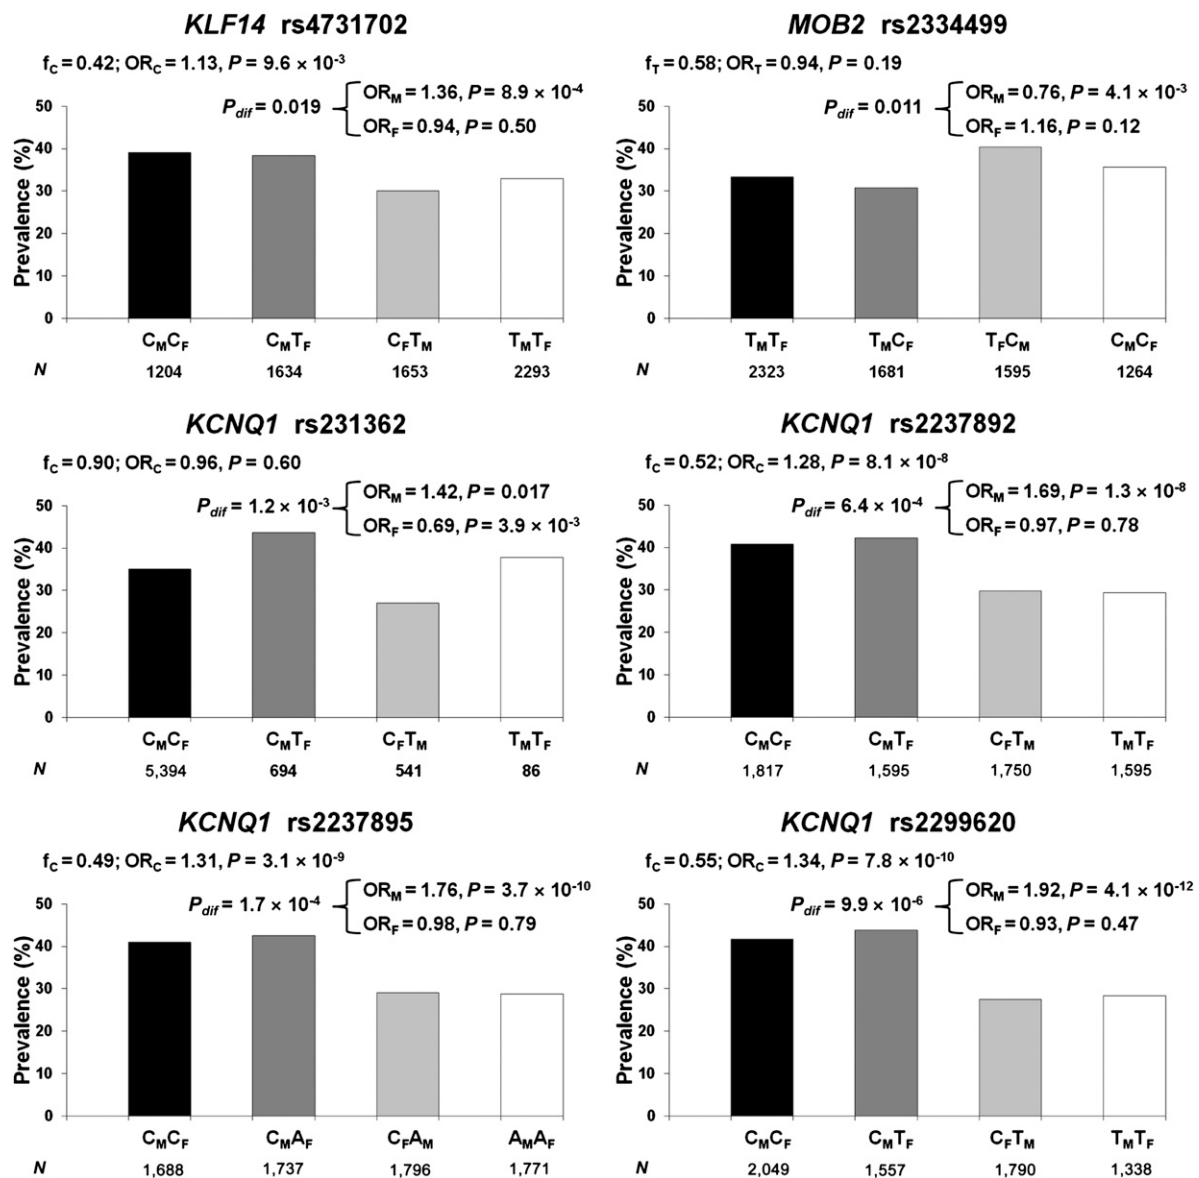 KLF14 rs4731702
f_C = 0.42; OR_C = 1.13, P = 9.6 × 10^-3
P_dif = 0.019
OR_M = 1.36, P = 8.9 × 10^-4
OR_F = 0.94, P = 0.50
Prevalence (%)
50
40
30
20
10
0
C_MC_F C_MT_F C_FT_M T_MT_F
N 1204 1634 1653 2293
MOB2 rs2334499
f_T = 0.58; OR_T = 0.94, P = 0.19
P_dif = 0.011
OR_M = 0.76, P = 4.1 × 10^-3
OR_F = 1.16, P = 0.12
Prevalence (%)
50
40
30
20
10
0
T_MT_F T_MC_F T_FC_M C_MC_F
N 2323 1681 1595 1264
KCNQ1 rs231362
f_C = 0.90; OR_C = 0.96, P = 0.60
P_dif = 1.2 × 10^-3
OR_M = 1.42, P = 0.017
OR_F = 0.69, P = 3.9 × 10^-3
Prevalence (%)
50
40
30
20
10
0
C_MC_F C_MT_F C_FT_M T_MT_F
N 5,394 694 541 86
KCNQ1 rs2237892
f_C = 0.52; OR_C = 1.28, P = 8.1 × 10^-8
P_dif = 6.4 × 10^-4
OR_M = 1.69, P = 1.3 × 10^-8
OR_F = 0.97, P = 0.78
Prevalence (%)
50
40
30
20
10
0
C_MC_F C_MT_F C_FT_M T_MT_F
N 1,817 1,595 1,750 1,595
KCNQ1 rs2237895
f_C = 0.49; OR_C = 1.31, P = 3.1 × 10^-9
P_dif = 1.7 × 10^-4
OR_M = 1.76, P = 3.7 × 10^-10
OR_F = 0.98, P = 0.79
Prevalence (%)
50
40
30
20
10
0
C_MC_F C_MA_F C_FA_M A_MA_F
N 1,688 1,737 1,796 1,771
KCNQ1 rs2299620
f_C = 0.55; OR_C = 1.34, P = 7.8 × 10^-10
P_dif = 9.9 × 10^-6
OR_M = 1.92, P = 4.1 × 10^-12
OR_F = 0.93, P = 0.47
Prevalence (%)
50
40
30
20
10
0
C_MC_F C_MT_F C_FT_M T_MT_F
N 2,049 1,557 1,790 1,338